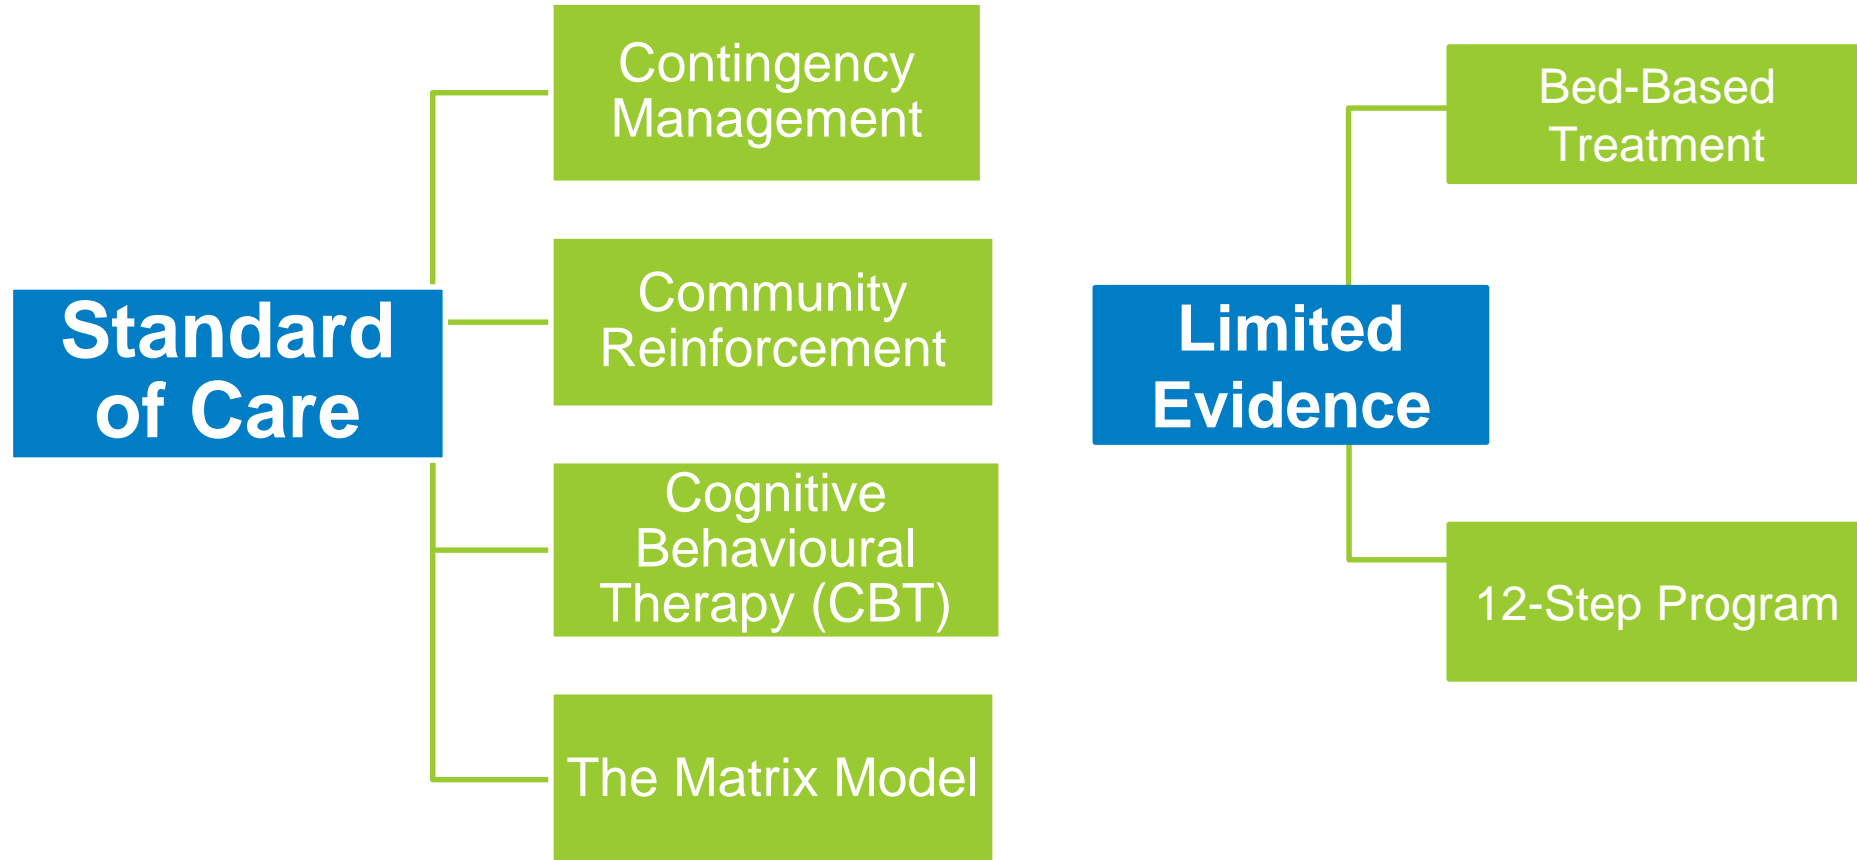 Standard
of Care
Contingency
Management
Community
Reinforcement
Cognitive
Behavioural
Therapy (CBT)
The Matrix Model
Limited
Evidence
Bed-Based
Treatment
12-Step Program